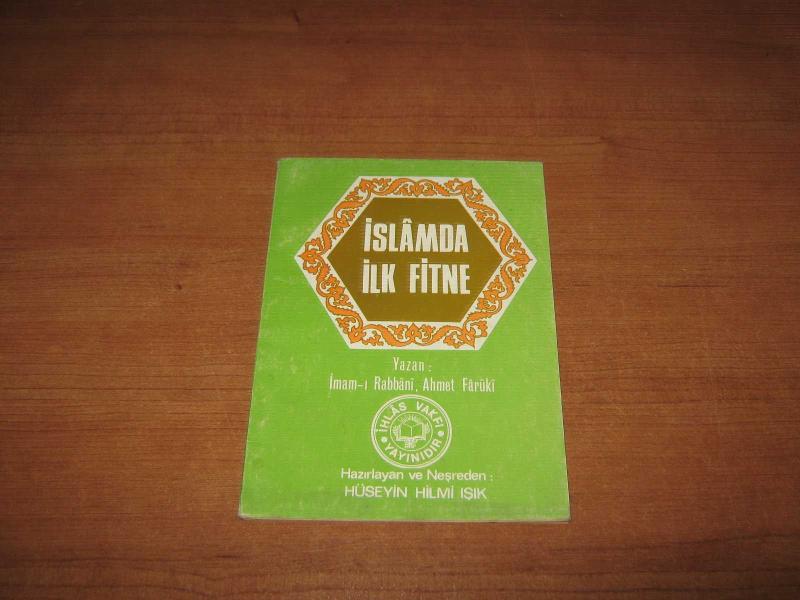 İSLÂMDA
İLK FİTNE
Yazan :
İmam-ı Rabbânî, Ahmet Fârûkî
İHLÂS VAKFI
YAYINIDIR
Hazırlayan ve Neşreden :
HÜSEYİN HİLMİ IŞIK